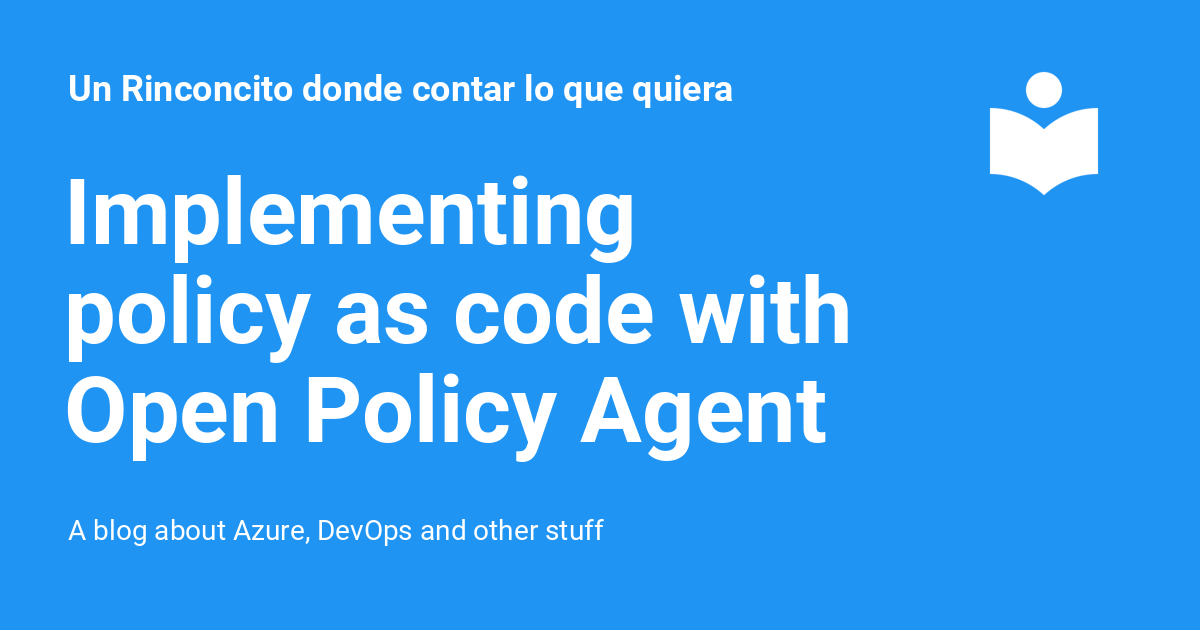 Un Rinconcito donde contar lo que quiera
Implementing
policy as code with
Open Policy Agent
A blog about Azure, DevOps and other stuff